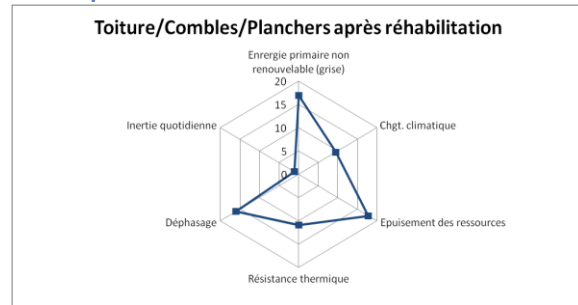 Toiture/Combles/Planchers après réhabilitation
Enrergie primaire non
renouvelable (grise)
20
15
10
5
0
Inertie quotidienne
Chgt. climatique
Déphasage
Epuisement des ressources
Résistance thermique